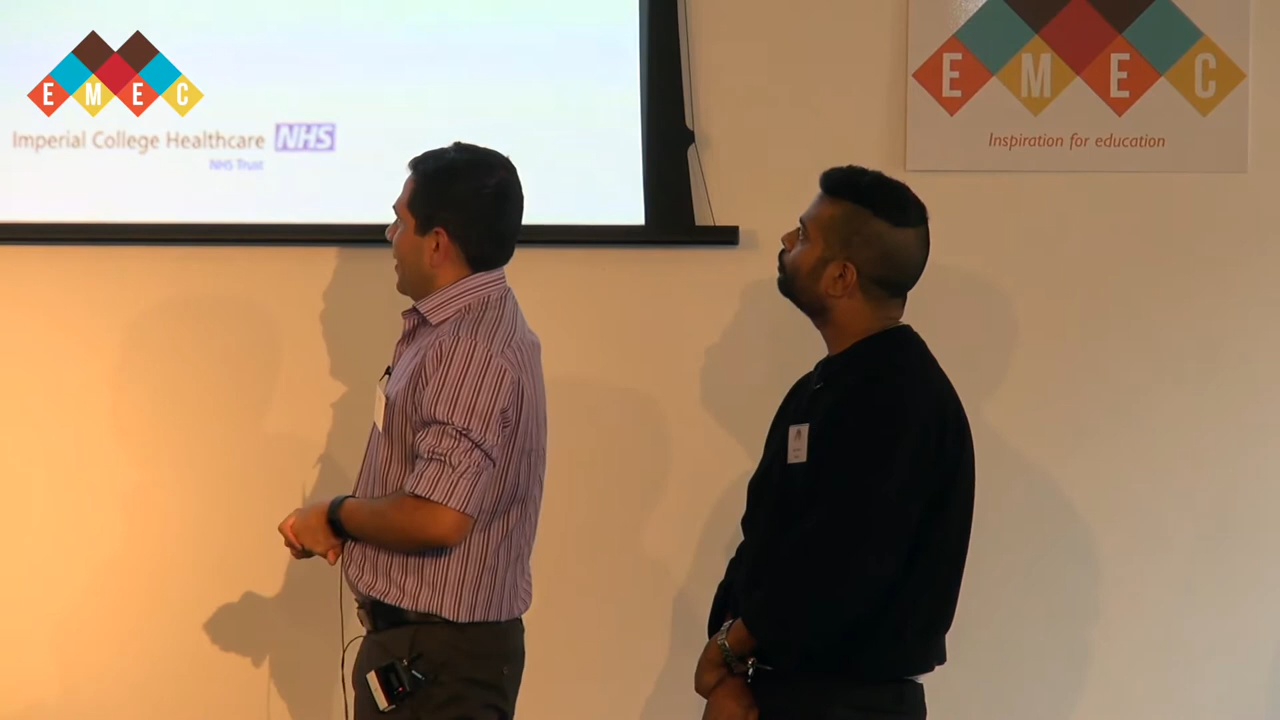 EMEC
Imperial College Healthcare NHS
NHS Trust
EMEC
Inspiration for education